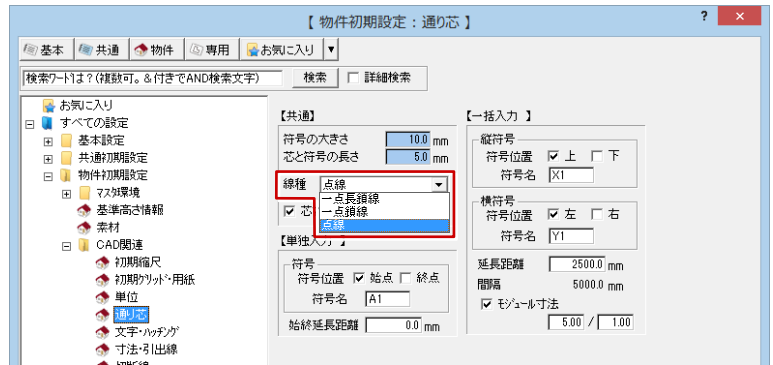 【 物件初期設定：通り芯 】
? ×
基本 共通 物件 専用 お気に入り ▼
検索ワードは？(複数可。＆付きでAND検索文字) 検索 詳細検索
お気に入り
すべての設定
基本設定
共通初期設定
物件初期設定
マスタ環境
基準高さ情報
素材
CAD関連
初期縮尺
初期グリッド・用紙
単位
通り芯
文字・ハッチング
寸法・引出線
【共通】
符号の大きさ 10.0 mm
芯と符号の長さ 5.0 mm
線種 点線
一点長鎖線
一点鎖線
点線
芯
【単独入力 】
符号
符号位置 始点 終点
符号名 A1
始終延長距離 0.0 mm
【一括入力 】
縦符号
符号位置 上 下
符号名 X1
横符号
符号位置 左 右
符号名 Y1
延長距離 2500.0 mm
間隔 5000.0 mm
モジュール寸法
5.00 / 1.00